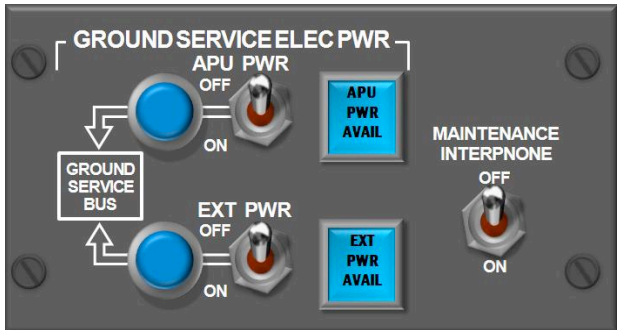 GROUND SERVICE ELEC PWR
APU PWR
OFF
ON
APU
PWR
AVAIL
GROUND
SERVICE
BUS
EXT PWR
OFF
ON
EXT
PWR
AVAIL
MAINTENANCE
INTERPNONE
OFF
ON